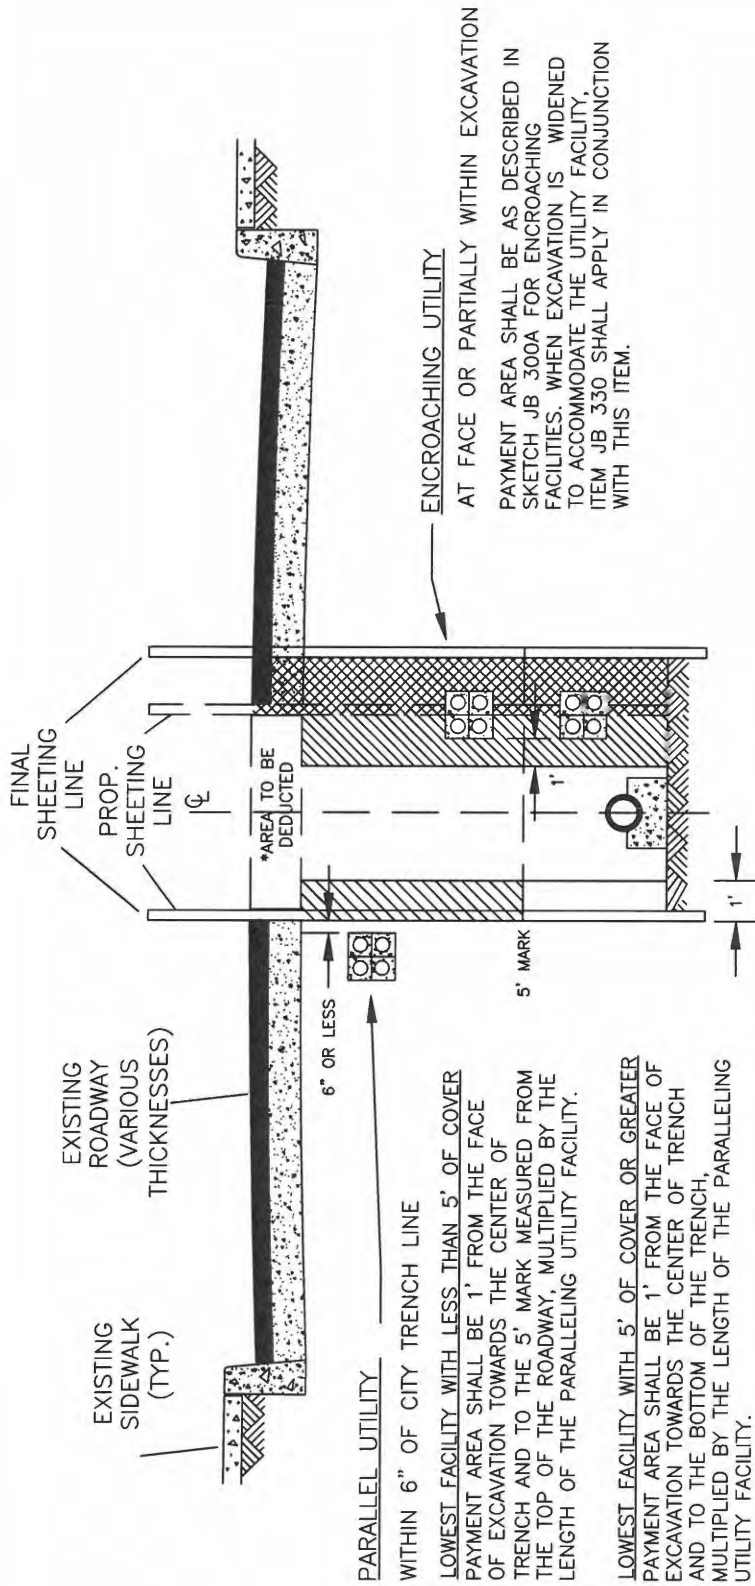 FINAL
SHEETING
LINE
PROP.
SHEETING
LINE
℄
EXISTING
ROADWAY
(VARIOUS
THICKNESSES)
EXISTING
SIDEWALK
(TYP.)
*AREA TO BE
DEDUCTED
6" OR LESS
5' MARK
1'
1'
PARALLEL UTILITY
WITHIN 6" OF CITY TRENCH LINE
LOWEST FACILITY WITH LESS THAN 5' OF COVER
PAYMENT AREA SHALL BE 1' FROM THE FACE
OF EXCAVATION TOWARDS THE CENTER OF
TRENCH AND TO THE 5' MARK MEASURED FROM
THE TOP OF THE ROADWAY, MULTIPLIED BY THE
LENGTH OF THE PARALLELING UTILITY FACILITY.
LOWEST FACILITY WITH 5' OF COVER OR GREATER
PAYMENT AREA SHALL BE 1' FROM THE FACE OF
EXCAVATION TOWARDS THE CENTER OF TRENCH
AND TO THE BOTTOM OF THE TRENCH,
MULTIPLIED BY THE LENGTH OF THE PARALLELING
UTILITY FACILITY.
ENCROACHING UTILITY
AT FACE OR PARTIALLY WITHIN EXCAVATION
PAYMENT AREA SHALL BE AS DESCRIBED IN
SKETCH JB 300A FOR ENCROACHING
FACILITIES. WHEN EXCAVATION IS WIDENED
TO ACCOMMODATE THE UTILITY FACILITY,
ITEM JB 330 SHALL APPLY IN CONJUNCTION
WITH THIS ITEM.